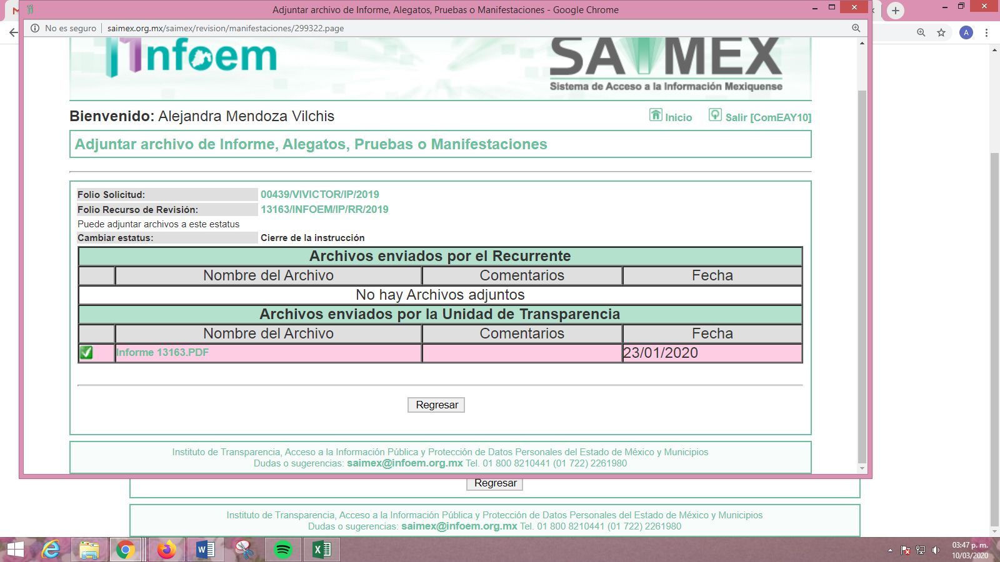 Adjuntar archivo de Informe, Alegatos, Pruebas o Manifestaciones - Google Chrome
No es seguro saimex.org.mx/saimex/revision/manifestaciones/299322.page
A
infoem
SAIMEX
Sistema de Acceso a la Información Mexiquense
Bienvenido: Alejandra Mendoza Vilchis
Inicio Salir [ComEAY10]
Adjuntar archivo de Informe, Alegatos, Pruebas o Manifestaciones
Folio Solicitud: 00439/VIVICTOR/IP/2019
Folio Recurso de Revisión: 13163/INFOEM/IP/RR/2019
Puede adjuntar archivos a este estatus
Cambiar estatus: Cierre de la instrucción
Archivos enviados por el Recurrente
Nombre del Archivo Comentarios Fecha
No hay Archivos adjuntos
Archivos enviados por la Unidad de Transparencia
Nombre del Archivo Comentarios Fecha
Informe 13163.PDF 23/01/2020
Regresar
Instituto de Transparencia, Acceso a la Información Pública y Protección de Datos Personales del Estado de México y Municipios
Dudas o sugerencias: saimex@infoem.org.mx Tel. 01 800 8210441 (01 722) 2261980
Regresar
Instituto de Transparencia, Acceso a la Información Pública y Protección de Datos Personales del Estado de México y Municipios
Dudas o sugerencias: saimex@infoem.org.mx Tel. 01 800 8210441 (01 722) 2261980
03:47 p. m.
10/03/2020